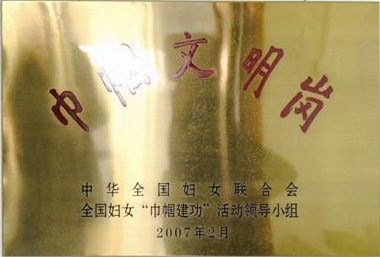 巾帼文明岗
中华全国妇女联合会
全国妇女“巾帼建功”活动领导小组
2007年2月